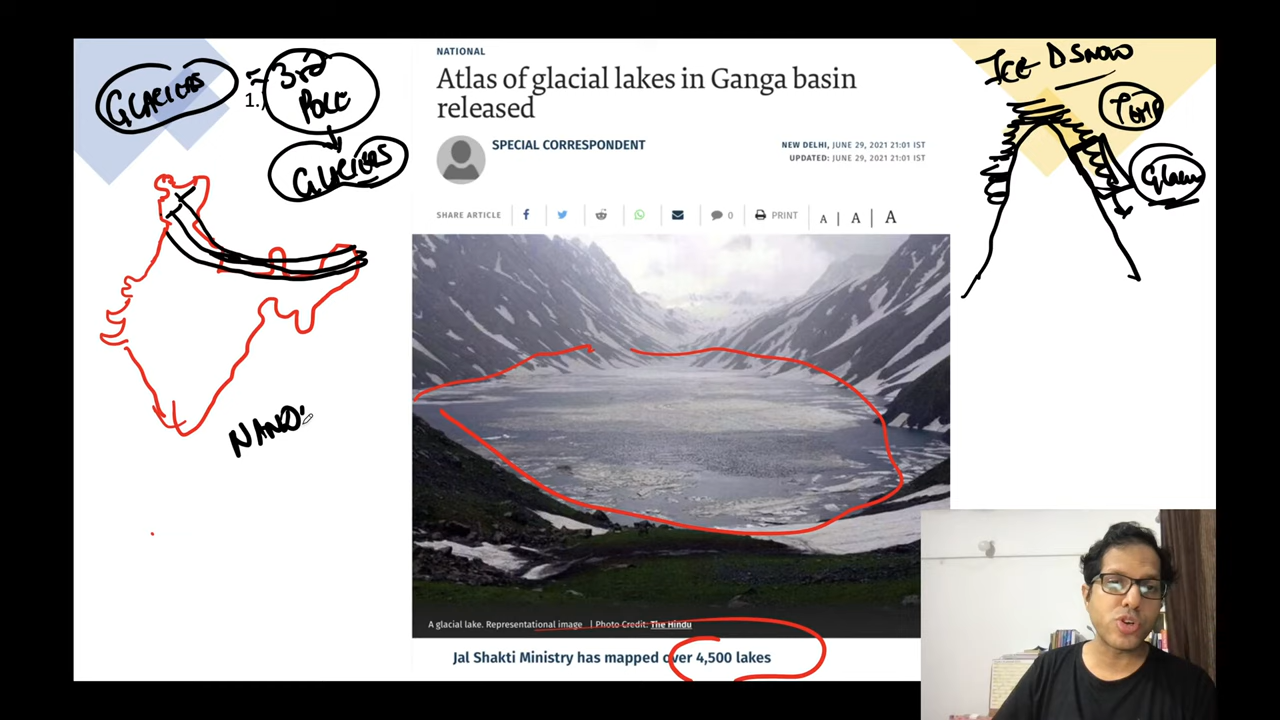 GLACIERS
≈ 3rd
1.) POLE
GLACIERS
NATIONAL
Atlas of glacial lakes in Ganga basin
released
SPECIAL CORRESPONDENT
NEW DELHI, JUNE 29, 2021 21:01 IST
UPDATED: JUNE 29, 2021 21:01 IST
SHARE ARTICLE
0
PRINT
A A A
A glacial lake. Representational image | Photo Credit: The Hindu
Jal Shakti Ministry has mapped over 4,500 lakes
ICE
SNOW
NAND